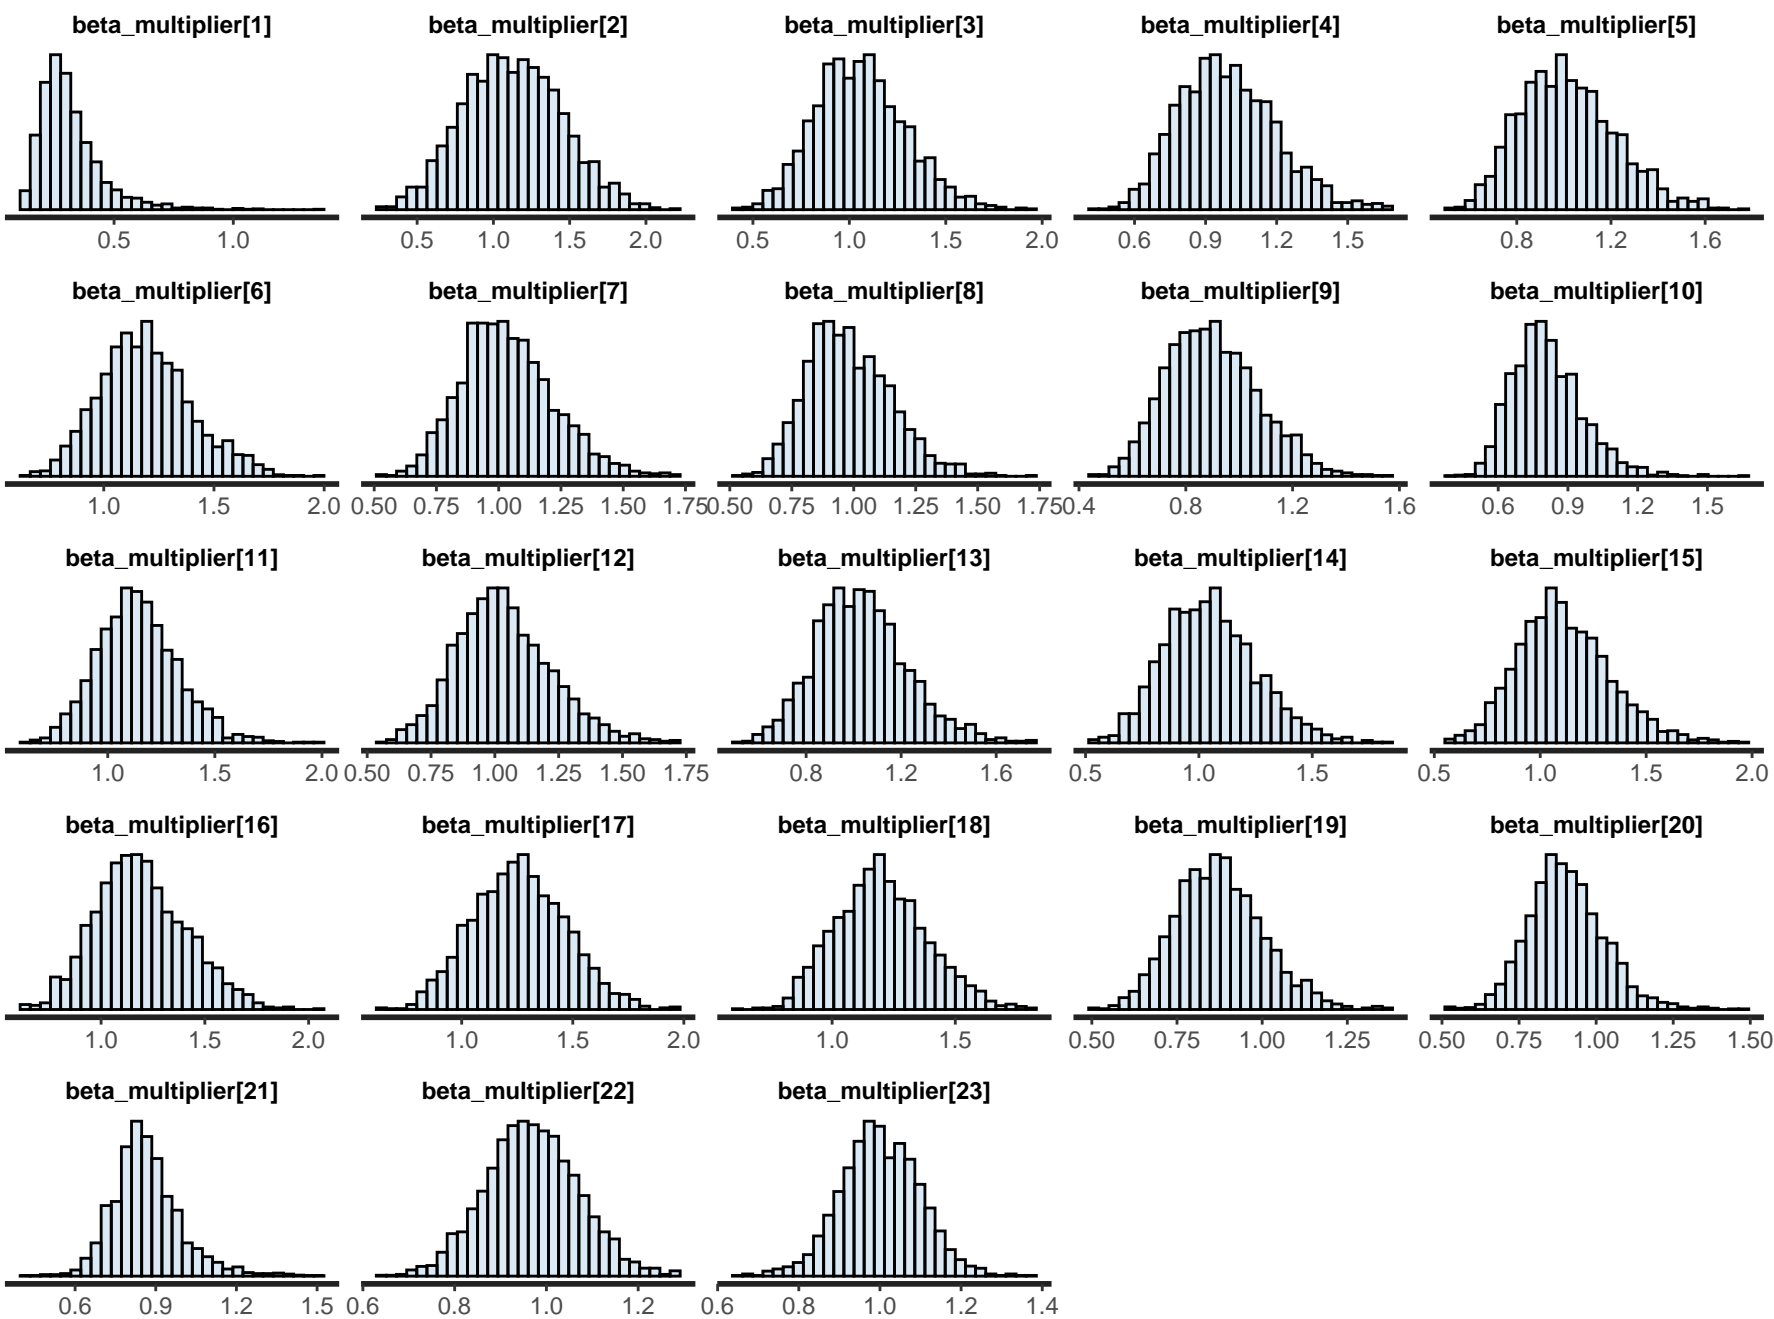 beta_multiplier[1] beta_multiplier[2] beta_multiplier[3] beta_multiplier[4] beta_multiplier[5]
0.5 1.0 0.5 1.0 1.5 2.0 0.5 1.0 1.5 2.0 0.6 0.9 1.2 1.5 0.8 1.2 1.6
beta_multiplier[6] beta_multiplier[7] beta_multiplier[8] beta_multiplier[9] beta_multiplier[10]
1.0 1.5 2.0 0.50 0.75 1.00 1.25 1.50 1.75 0.50 0.75 1.00 1.25 1.50 1.75 0.4 0.8 1.2 1.6 0.6 0.9 1.2 1.5
beta_multiplier[11] beta_multiplier[12] beta_multiplier[13] beta_multiplier[14] beta_multiplier[15]
1.0 1.5 2.0 0.50 0.75 1.00 1.25 1.50 1.75 0.8 1.2 1.6 0.5 1.0 1.5 0.5 1.0 1.5 2.0
beta_multiplier[16] beta_multiplier[17] beta_multiplier[18] beta_multiplier[19] beta_multiplier[20]
1.0 1.5 2.0 1.0 1.5 2.0 1.0 1.5 0.50 0.75 1.00 1.25 0.50 0.75 1.00 1.25 1.50
beta_multiplier[21] beta_multiplier[22] beta_multiplier[23]
0.6 0.9 1.2 1.5 0.6 0.8 1.0 1.2 0.6 0.8 1.0 1.2 1.4